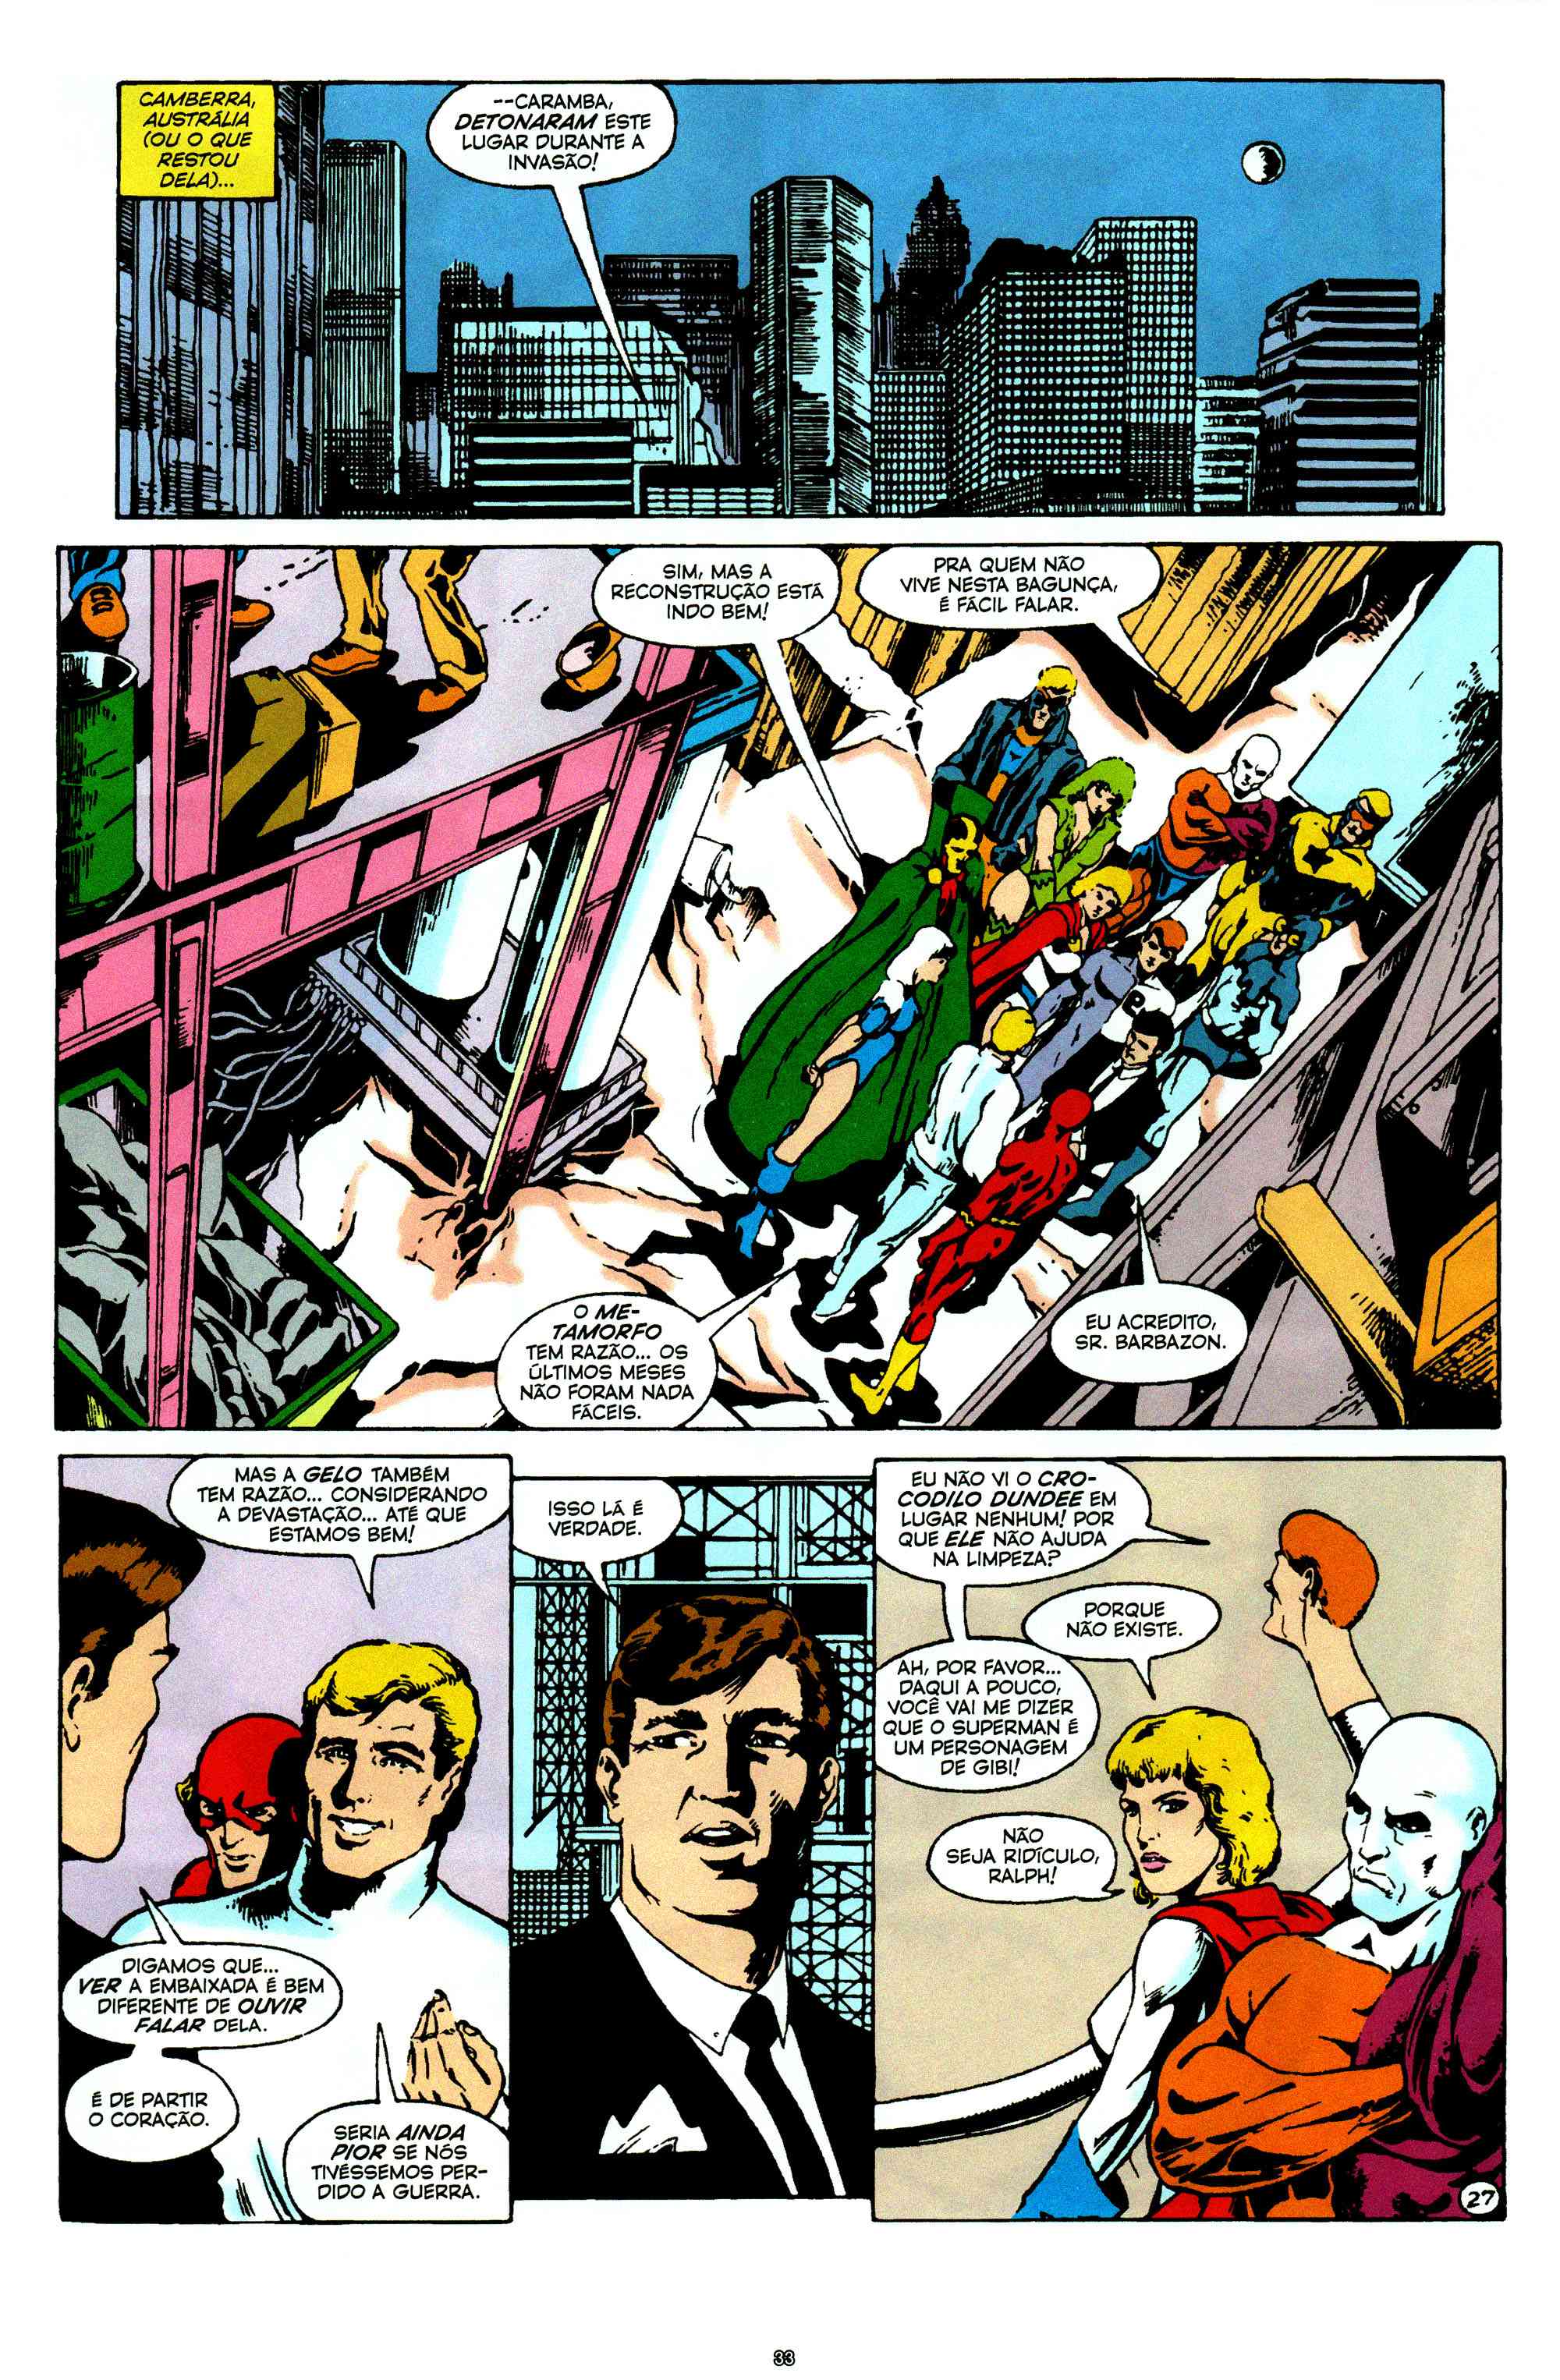 CAMBERRA,
AUSTRÁLIA
(OU O QUE
RESTOU
DELA)...
--CARAMBA,
DETONARAM ESTE
LUGAR DURANTE A
INVASÃO!
SIM, MAS A
RECONSTRUÇÃO ESTÁ
INDO BEM!
PRA QUEM NÃO
VIVE NESTA BAGUNÇA,
É FÁCIL FALAR.
O ME-
TAMORFO
TEM RAZÃO... OS
ÚLTIMOS MESES
NÃO FORAM NADA
FÁCEIS.
EU ACREDITO,
SR. BARBAZON.
MAS A GELO TAMBÉM
TEM RAZÃO... CONSIDERANDO
A DEVASTAÇÃO... ATÉ QUE
ESTAMOS BEM!
DIGAMOS QUE...
VER A EMBAIXADA É BEM
DIFERENTE DE OUVIR
FALAR DELA.
É DE PARTIR
O CORAÇÃO.
SERIA AINDA
PIOR SE NÓS
TIVÉSSEMOS PER-
DIDO A GUERRA.
ISSO LÁ É
VERDADE.
EU NÃO VI O CRO-
CODILO DUNDEE EM
LUGAR NENHUM! POR
QUE ELE NÃO AJUDA
NA LIMPEZA?
PORQUE
NÃO EXISTE.
AH, POR FAVOR...
DAQUI A POUCO,
VOCÊ VAI ME DIZER
QUE O SUPERMAN É
UM PERSONAGEM
DE GIBI!
NÃO
SEJA RIDÍCULO,
RALPH!
27
33